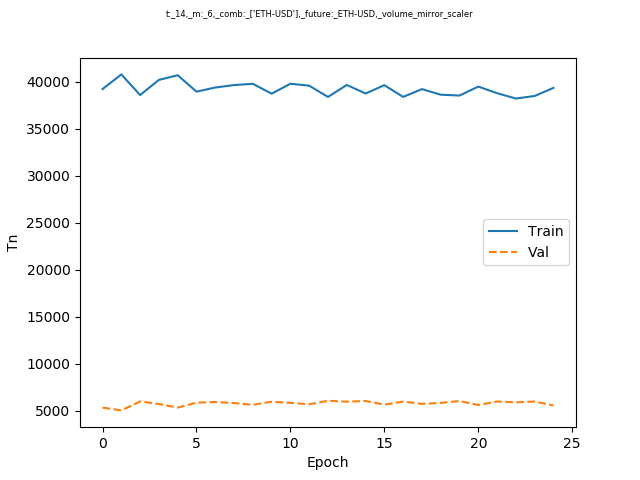 t:_14,_m:_6,_comb:_['ETH-USD'],_future:_ETH-USD,_volume_mirror_scaler
40000
35000
30000
25000
20000
15000
10000
5000
Tn
Train
Val
0 5 10 15 20 25
Epoch